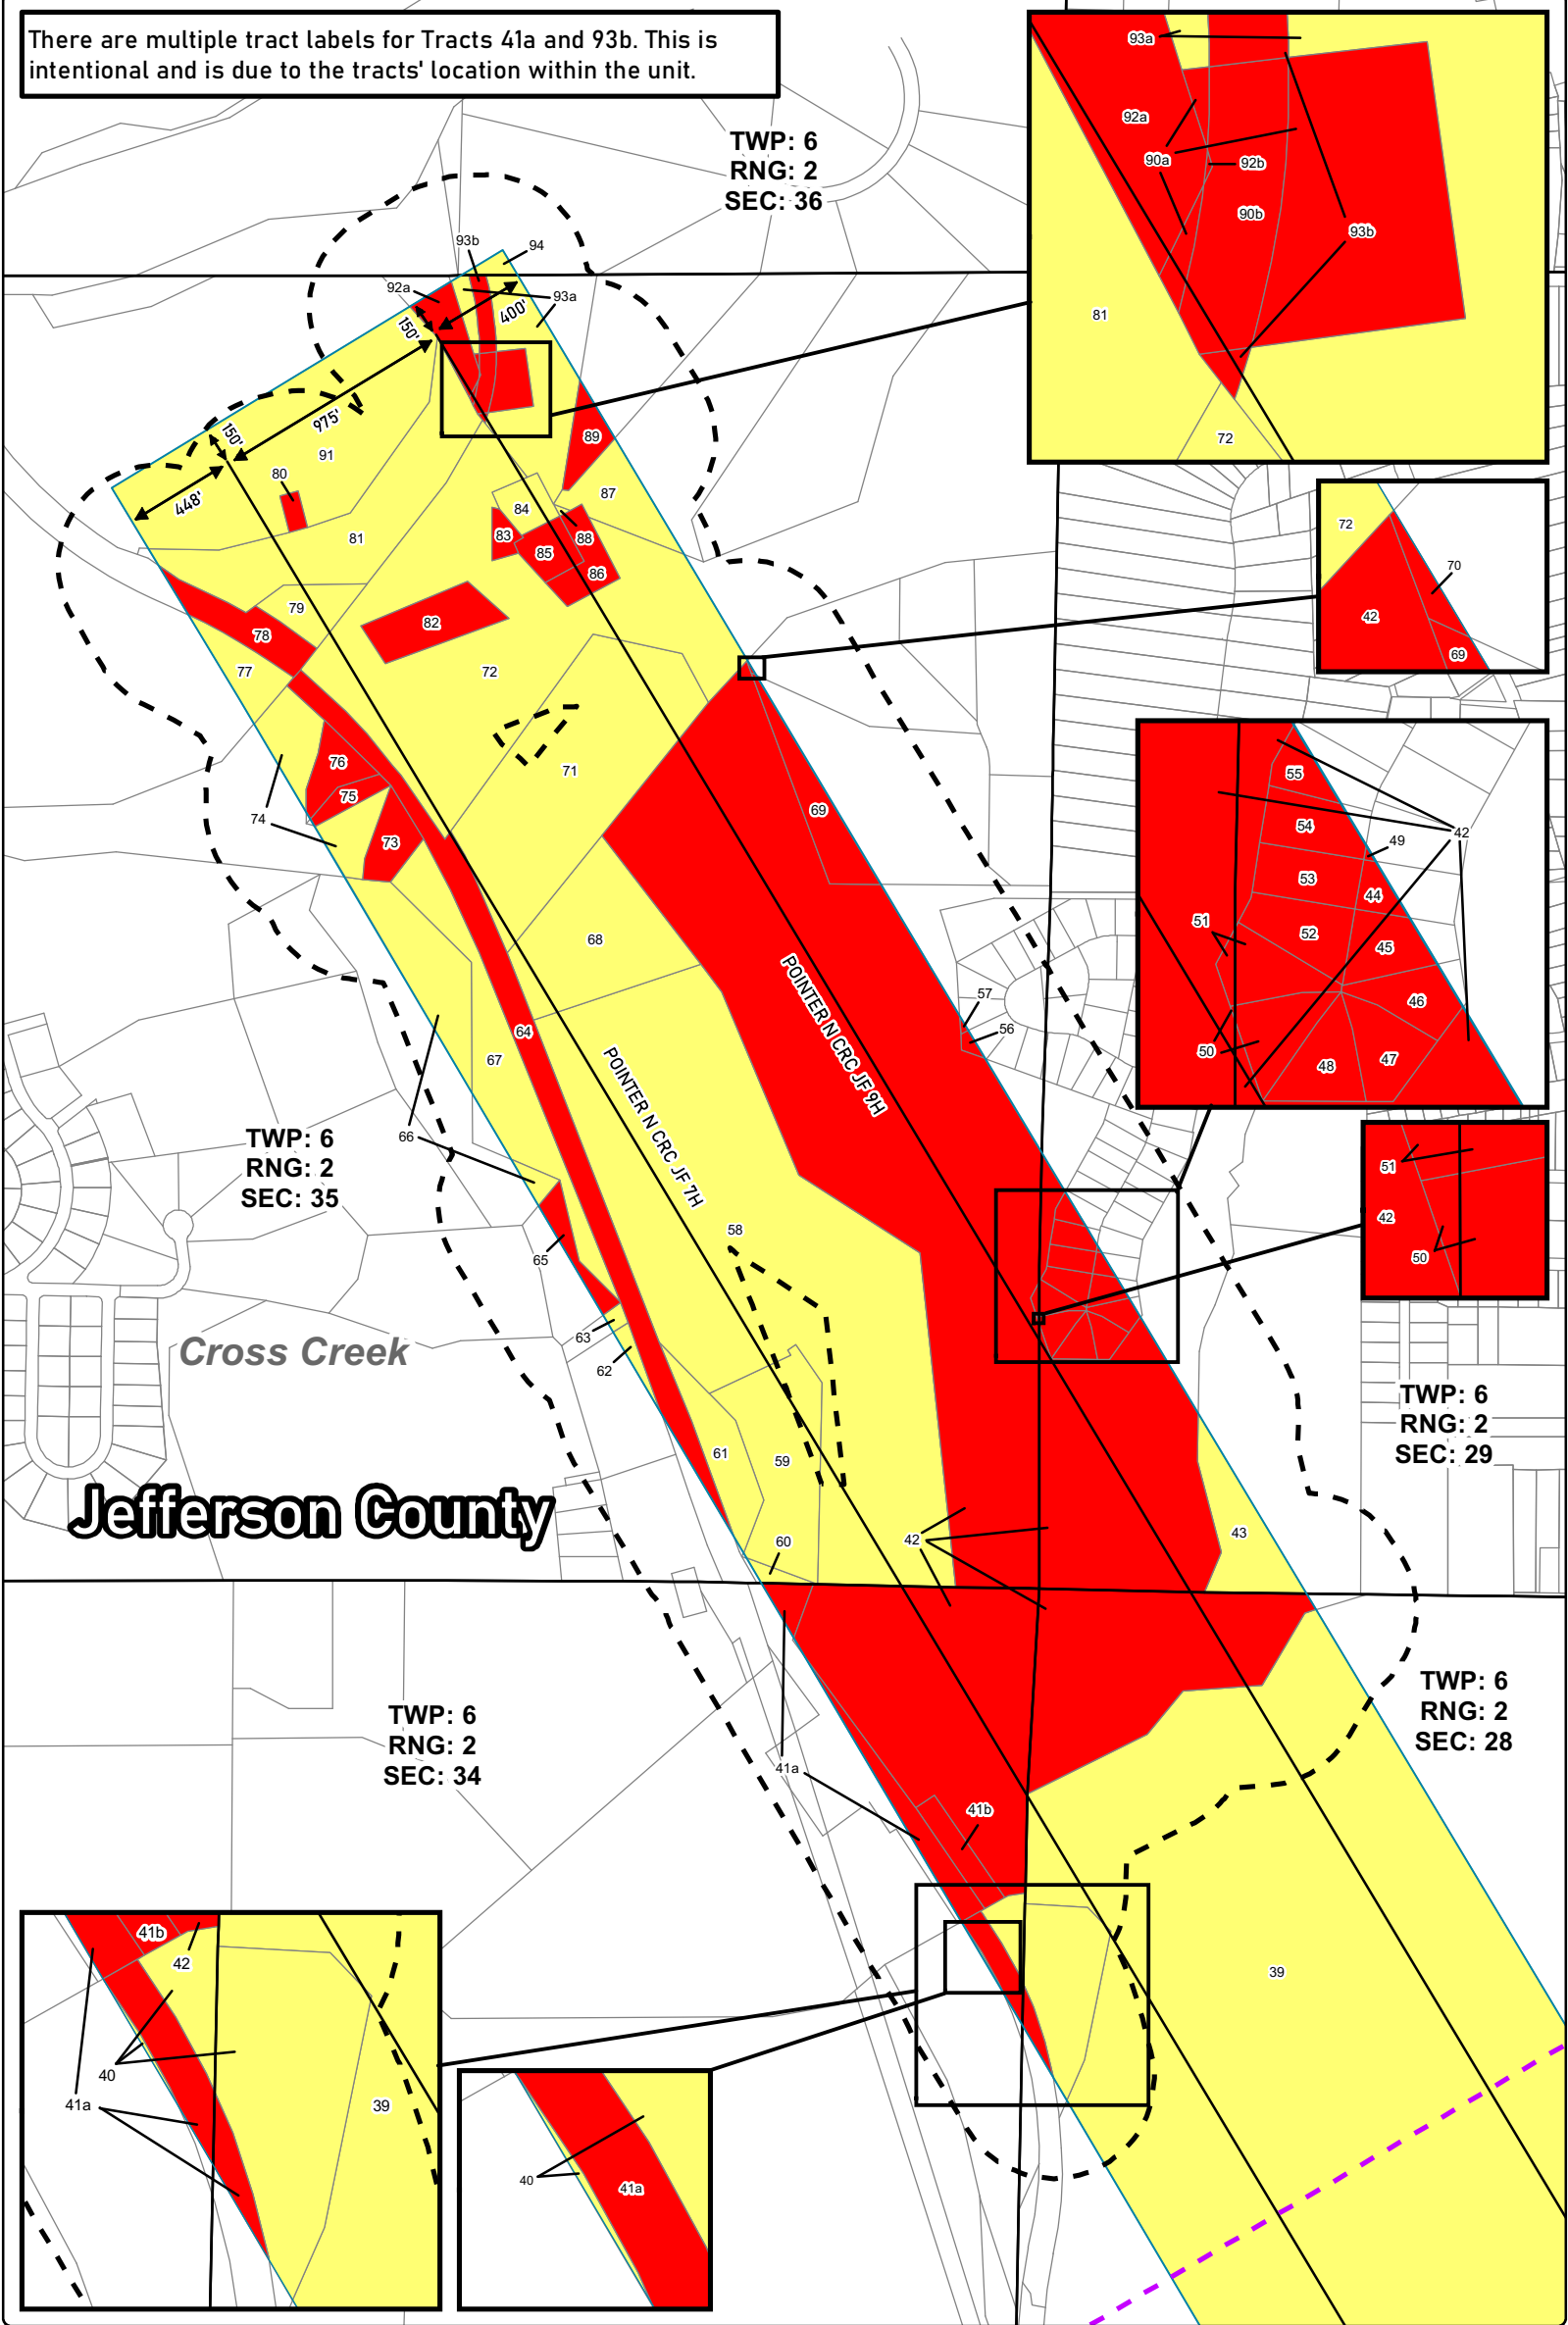 There are multiple tract labels for Tracts 41a and 93b. This is
intentional and is due to the tracts' location within the unit.
TWP: 6
RNG: 2
SEC: 36
93a
92a
90a
92b
90b
93b
81
72
93b
94
92a
93a
400'
150'
975'
150'
448'
91
80
81
89
87
84
83
85
88
86
79
78
77
82
72
71
76
75
74
73
72
70
42
69
69
68
67
64
66
57
56
POINTER N CRC JF 9H
POINTER N CRC JF 7H
55
54
53
52
51
50
49
44
45
46
47
48
42
51
42
50
TWP: 6
RNG: 2
SEC: 35
65
63
62
58
61
59
60
42
43
Cross Creek
Jefferson County
TWP: 6
RNG: 2
SEC: 29
TWP: 6
RNG: 2
SEC: 34
TWP: 6
RNG: 2
SEC: 28
41a
41b
39
41b
42
40
41a
39
40
41a